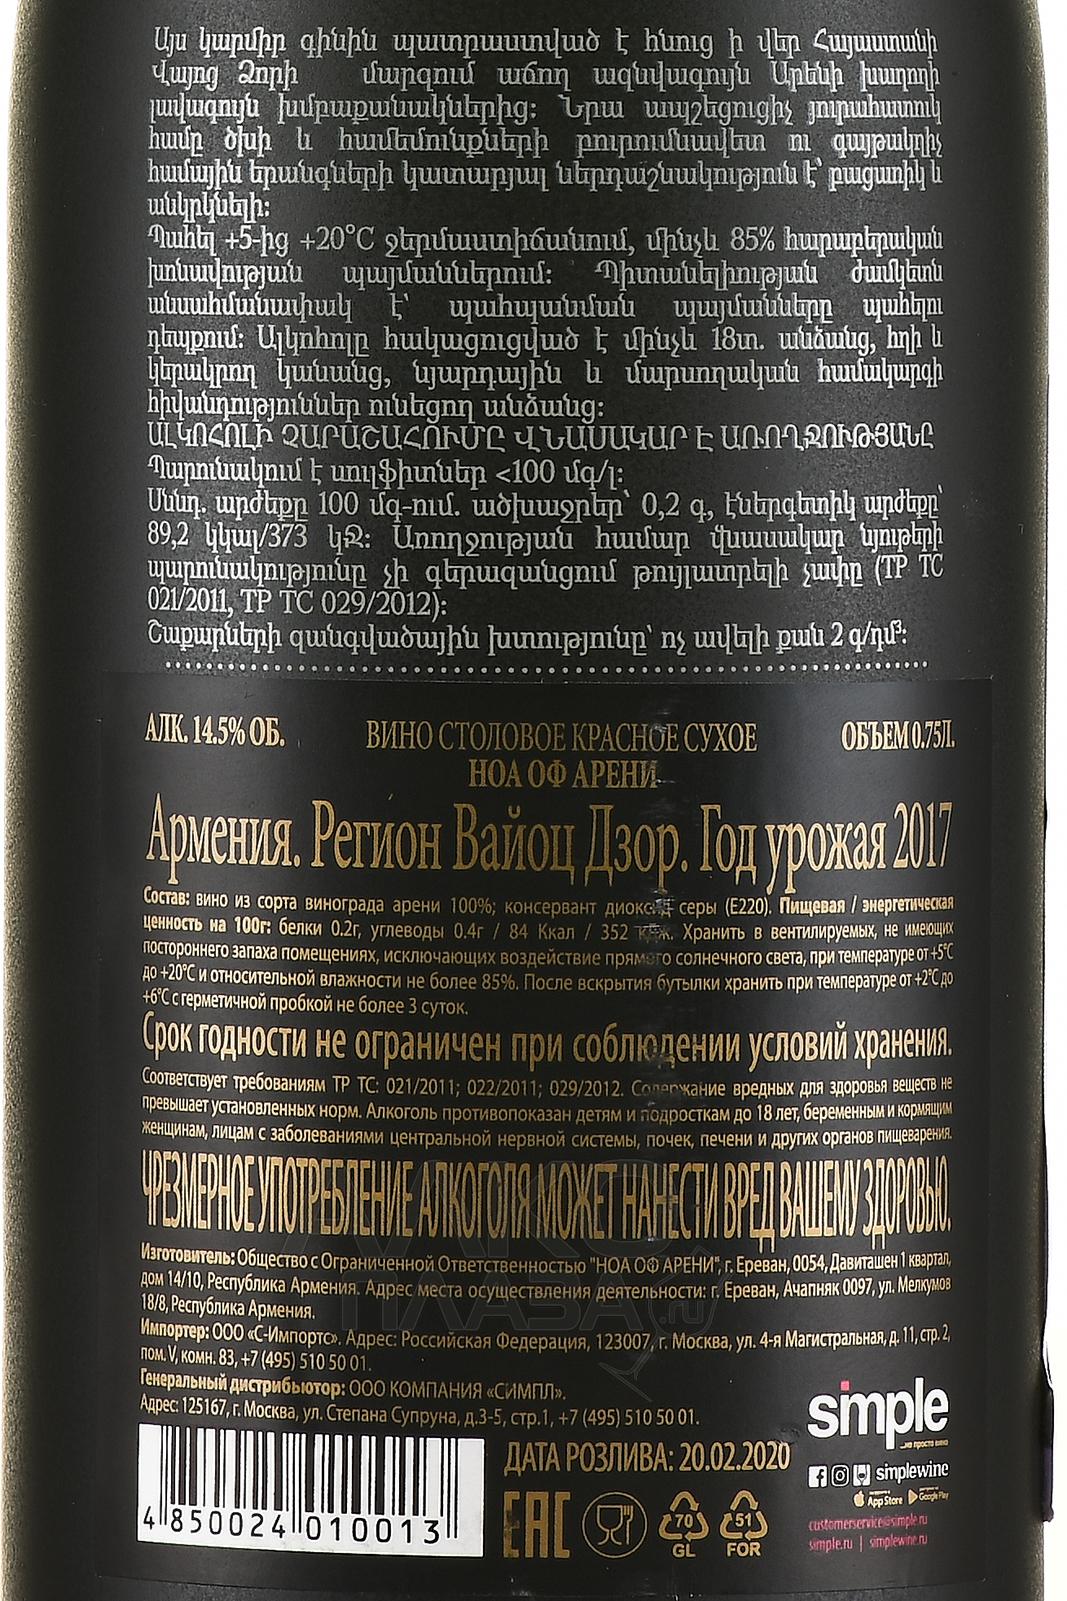 Այս կարմիր գինին պատրաստված է հնուց ի վեր Հայաստանի
Վայոց Ձորի մարզում աճող ազնվագույն Արենի խաղողի
լավագույն խմբաքանակներից: Նրա ապշեցուցիչ յուրահատուկ
համը ծխի և համեմունքների բուրումնավետ ու գայթակղիչ
համային երանգների կատարյալ ներդաշնակություն է՝ բացառիկ և
անկրկնելի:
Պահել +5-ից +20°C ջերմաստիճանում, մինչև 85% հարաբերական
խոնավության պայմաններում: Պիտանելիության ժամկետն
անսահմանափակ է՝ պահպանման պայմանները պահելու
դեպքում: Ալկոհոլը հակացուցված է մինչև 18տ. անձանց, հղի և
կերակրող կանանց, նյարդային և մարսողական համակարգի
հիվանդություններ ունեցող անձանց:
ԱԼԿՈՀՈԼԻ ՉԱՐԱՇԱՀՈՒՄԸ ՎՆԱՍԱԿԱՐ Է ԱՌՈՂՋՈՒԹՅԱՆԸ
Պարունակում է սուլֆիտներ <100 մգ/լ:
Սննդ. արժեքը 100 մգ-ում. ածխաջրեր՝ 0,2 գ, էներգետիկ արժեքը՝
89,2 կկալ/373 կՋ: Առողջության համար վնասակար նյութերի
պարունակությունը չի գերազանցում թույլատրելի չափը (ТР ТС
021/2011, ТР ТС 029/2012):
Շաքարների զանգվածային խտությունը՝ ոչ ավելի քան 2 գ/դմ³:
АЛК. 14.5% ОБ. ВИНО СТОЛОВОЕ КРАСНОЕ СУХОЕ ОБЪЕМ 0.75Л.
НОА ОФ АРЕНИ
Армения. Регион Вайоц Дзор. Год урожая 2017
Состав: вино из сорта винограда арени 100%; консервант диоксид серы (Е220). Пищевая / энергетическая
ценность на 100г: белки 0.2г, углеводы 0.4г / 84 Ккал / 352 кДж. Хранить в вентилируемых, не имеющих
постороннего запаха помещениях, исключающих воздействие прямого солнечного света, при температуре от +5°С
до +20°С и относительной влажности не более 85%. После вскрытия бутылки хранить при температуре от +2°С до
+6°С с герметичной пробкой не более 3 суток.
Срок годности не ограничен при соблюдении условий хранения.
Соответствует требованиям ТР ТС: 021/2011; 022/2011; 029/2012. Содержание вредных для здоровья веществ не
превышает установленных норм. Алкоголь противопоказан детям и подросткам до 18 лет, беременным и кормящим
женщинам, лицам с заболеваниями центральной нервной системы, почек, печени и других органов пищеварения.
ЧРЕЗМЕРНОЕ УПОТРЕБЛЕНИЕ АЛКОГОЛЯ МОЖЕТ НАНЕСТИ ВРЕД ВАШЕМУ ЗДОРОВЬЮ.
Изготовитель: Общество с Ограниченной Ответственностью "НОА ОФ АРЕНИ", г. Ереван, 0054, Давиташен 1 квартал,
дом 14/10, Республика Армения. Адрес места осуществления деятельности: г. Ереван, Ачапняк 0097, ул. Мелкумов
18/8, Республика Армения.
Импортер: ООО «С-Импортс». Адрес: Российская Федерация, 123007, г. Москва, ул. 4-я Магистральная, д. 11, стр. 2,
пом. V, комн. 83, +7 (495) 510 50 01.
Генеральный дистрибьютор: ООО КОМПАНИЯ «СИМПЛ».
Адрес: 125167, г. Москва, ул. Степана Супруна, д.3-5, стр.1, +7 (495) 510 50 01.
simple
...не просто вино
ДАТА РОЗЛИВА: 20.02.2020
simplewine
App Store Google Play
4 850024 010013
EAC
70 51
GL FOR
customerservice@simple.ru
simple.ru | simplewine.ru
АЛКО
ПЛАЗА.ru